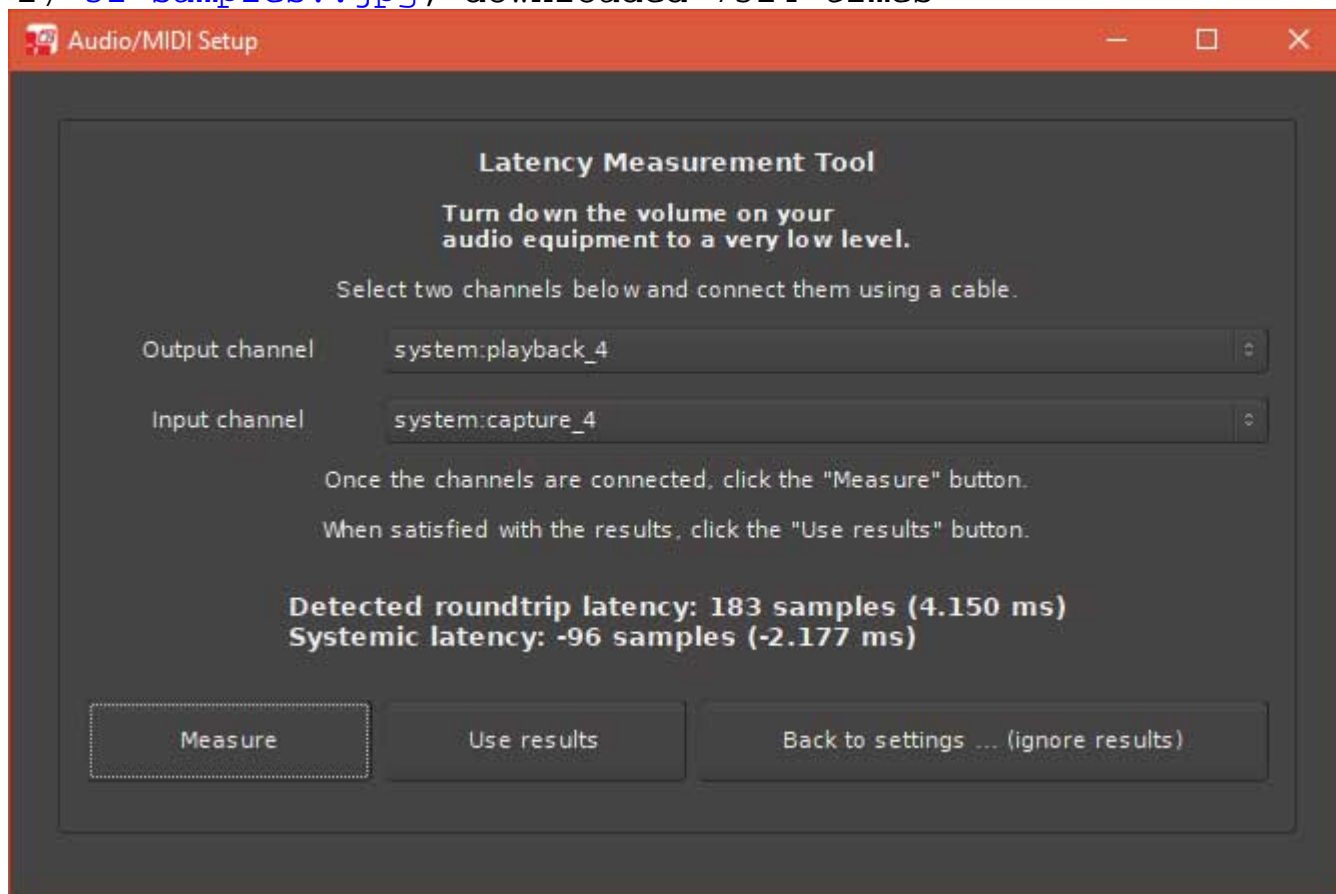 Audio/MIDI Setup
Latency Measurement Tool
Turn down the volume on your
audio equipment to a very low level.
Select two channels below and connect them using a cable.
Output channel system:playback_4
Input channel system:capture_4
Once the channels are connected, click the "Measure" button.
When satisfied with the results, click the "Use results" button.
Detected roundtrip latency: 183 samples (4.150 ms)
Systemic latency: -96 samples (-2.177 ms)
Measure Use results Back to settings ... (ignore results)